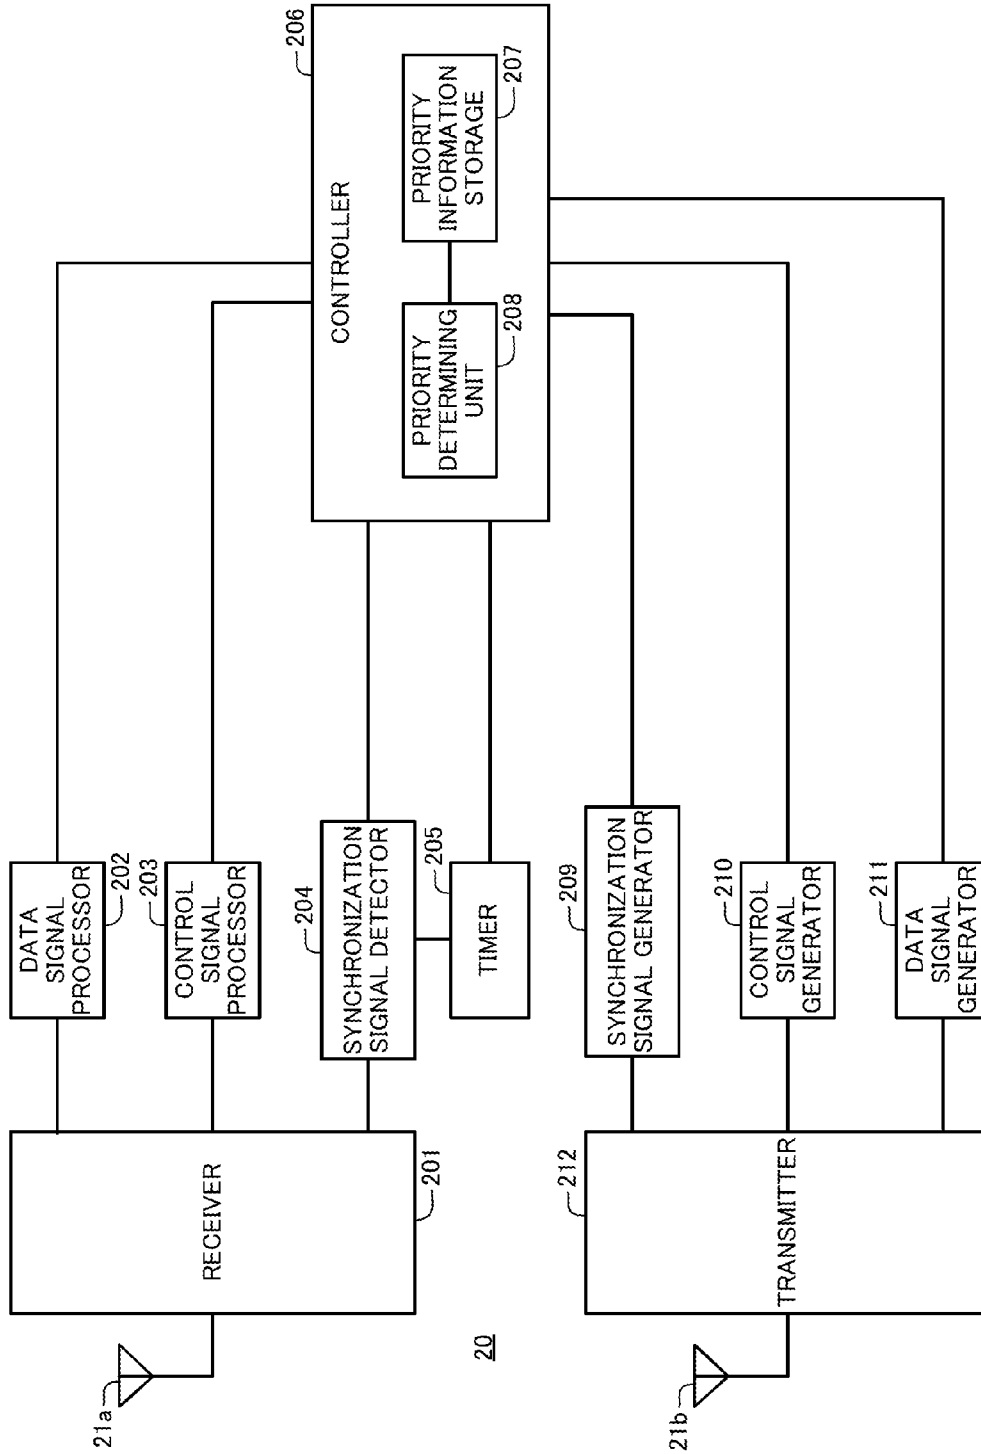 21a
RECEIVER
201
DATA
SIGNAL
PROCESSOR
202
CONTROL
SIGNAL
PROCESSOR
203
SYNCHRONIZATION
SIGNAL DETECTOR
204
TIMER
205
CONTROLLER
206
PRIORITY
DETERMINING
UNIT
208
PRIORITY
INFORMATION
STORAGE
207
20
21b
TRANSMITTER
212
SYNCHRONIZATION
SIGNAL GENERATOR
209
CONTROL
SIGNAL
GENERATOR
210
DATA
SIGNAL
GENERATOR
211